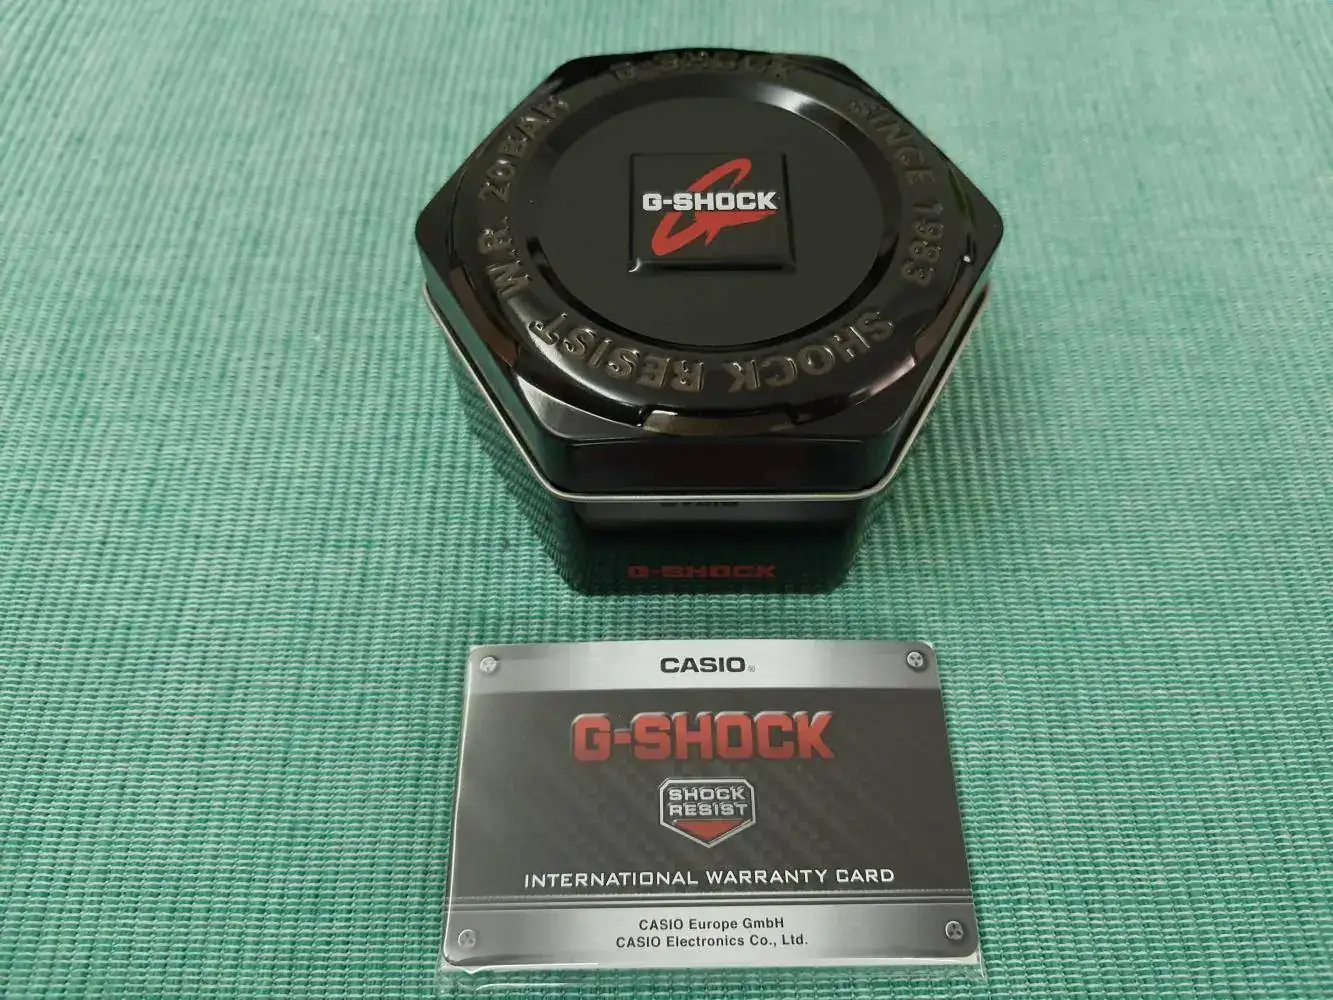 G-SHOCK
SINCE 1983
SHOCK RESIST
W.R. 20BAR
G-SHOCK
CASIO
G-SHOCK
CASIO®
G-SHOCK
SHOCK
RESIST
INTERNATIONAL WARRANTY CARD
CASIO Europe GmbH
CASIO Electronics Co., Ltd.